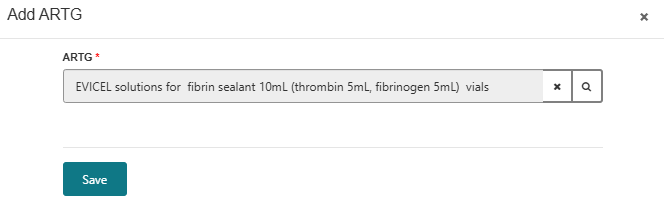 Add ARTG
ARTG *
EVICEL solutions for  fibrin sealant 10mL (thrombin 5mL, fibrinogen 5mL)  vials
Save